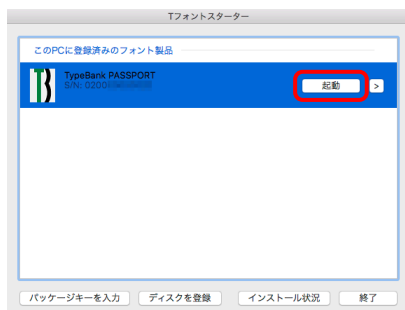 Tフォントスターター
このPCに登録済みのフォント製品
TypeBank PASSPORT
S/N: 0200
起動 >
パッケージキーを入力 ディスクを登録 インストール状況 終了